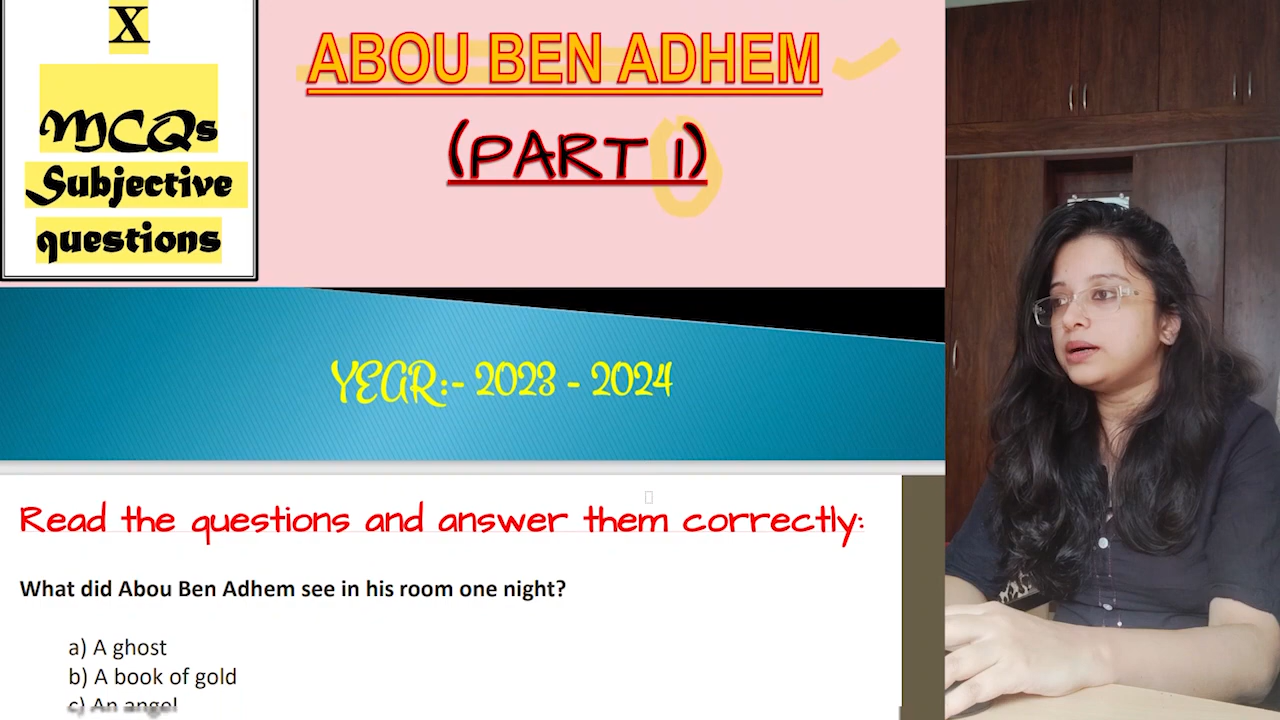 X
MCQs
Subjective
questions
ABOU BEN ADHEM
(PART 1)
YEAR:- 2023 - 2024
Read the questions and answer them correctly:
What did Abou Ben Adhem see in his room one night?
a) A ghost
b) A book of gold
c) An angel